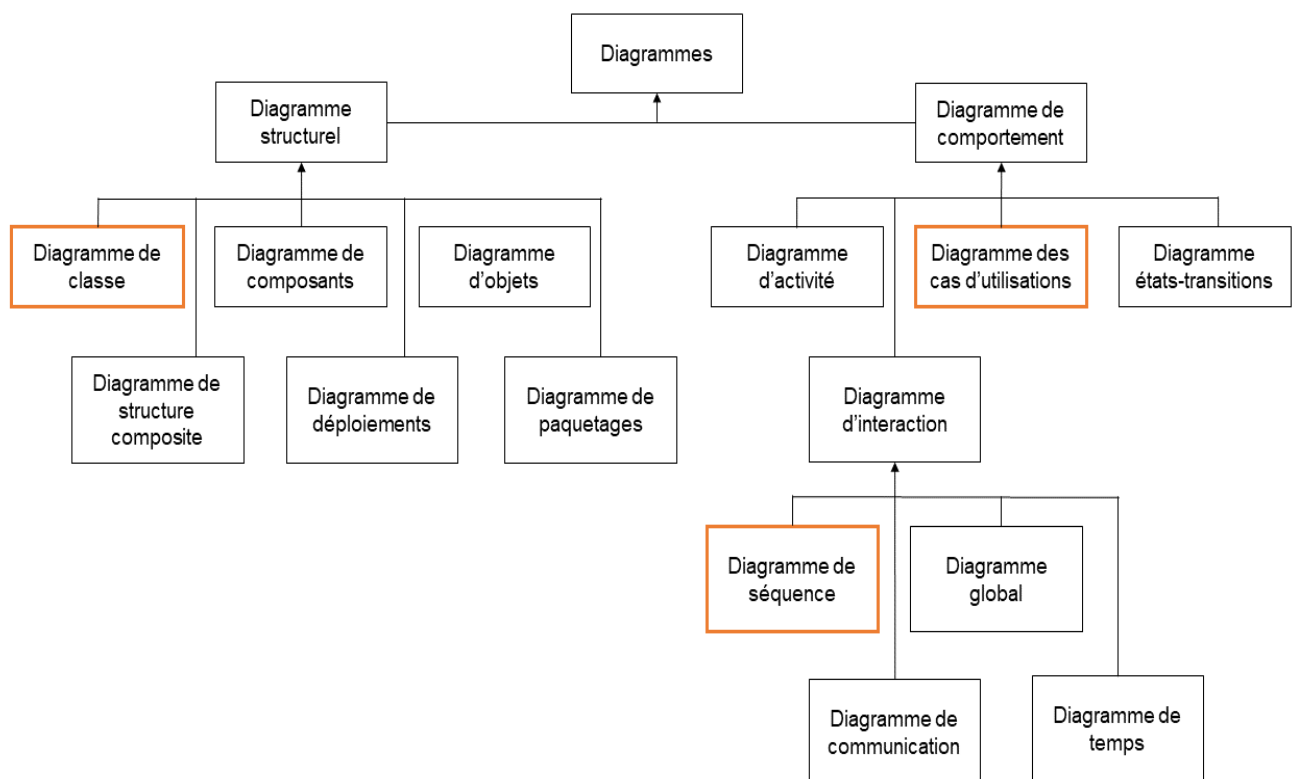 Diagrammes
Diagramme
structurel
Diagramme de
comportement
Diagramme de
classe
Diagramme de
composants
Diagramme
d’objets
Diagramme
d’activité
Diagramme des
cas d’utilisations
Diagramme
états-transitions
Diagramme de
structure
composite
Diagramme de
déploiements
Diagramme de
paquetages
Diagramme
d’interaction
Diagramme de
séquence
Diagramme
global
Diagramme de
communication
Diagramme de
temps